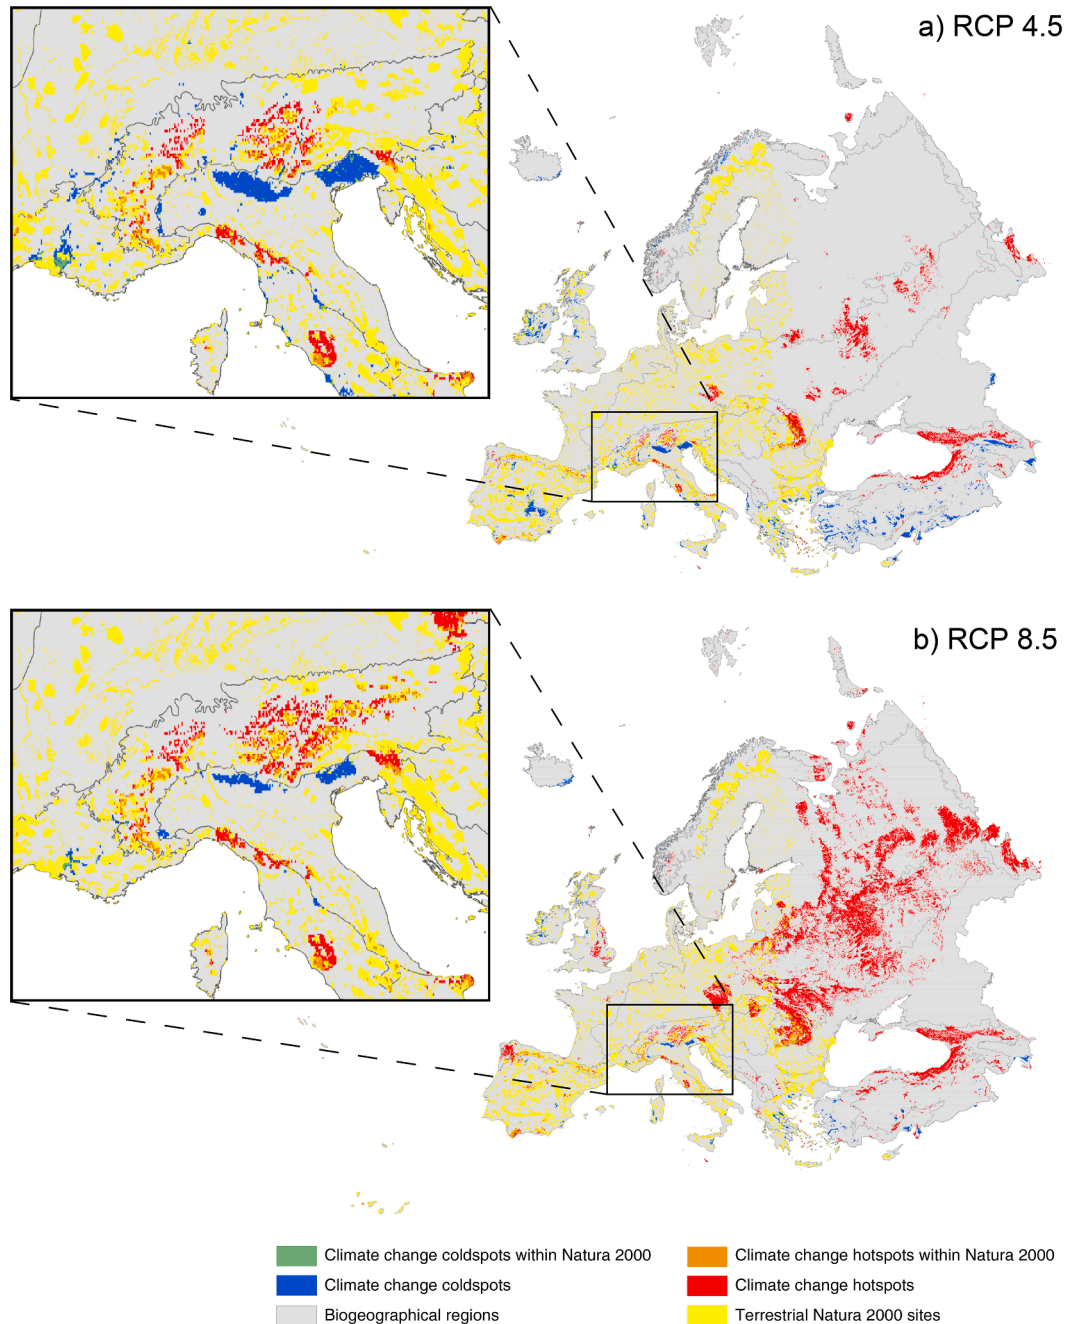 a) RCP 4.5
b) RCP 8.5
Climate change coldspots within Natura 2000
Climate change hotspots within Natura 2000
Climate change coldspots
Climate change hotspots
Biogeographical regions
Terrestrial Natura 2000 sites